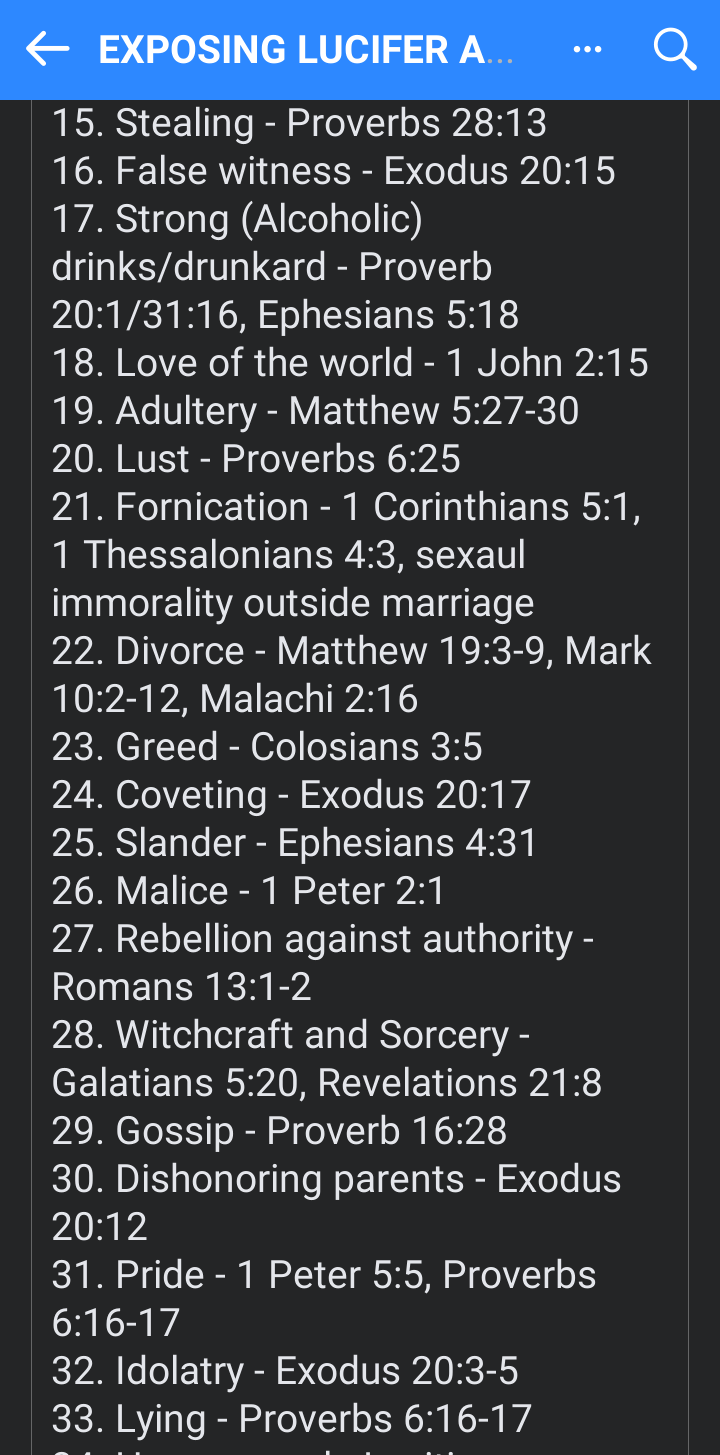 EXPOSING LUCIFER A...
15. Stealing - Proverbs 28:13
16. False witness - Exodus 20:15
17. Strong (Alcoholic)
drinks/drunkard - Proverb
20:1/31:16, Ephesians 5:18
18. Love of the world - 1 John 2:15
19. Adultery - Matthew 5:27-30
20. Lust - Proverbs 6:25
21. Fornication - 1 Corinthians 5:1,
1 Thessalonians 4:3, sexaul
immorality outside marriage
22. Divorce - Matthew 19:3-9, Mark
10:2-12, Malachi 2:16
23. Greed - Colosians 3:5
24. Coveting - Exodus 20:17
25. Slander - Ephesians 4:31
26. Malice - 1 Peter 2:1
27. Rebellion against authority -
Romans 13:1-2
28. Witchcraft and Sorcery -
Galatians 5:20, Revelations 21:8
29. Gossip - Proverb 16:28
30. Dishonoring parents - Exodus
20:12
31. Pride - 1 Peter 5:5, Proverbs
6:16-17
32. Idolatry - Exodus 20:3-5
33. Lying - Proverbs 6:16-17